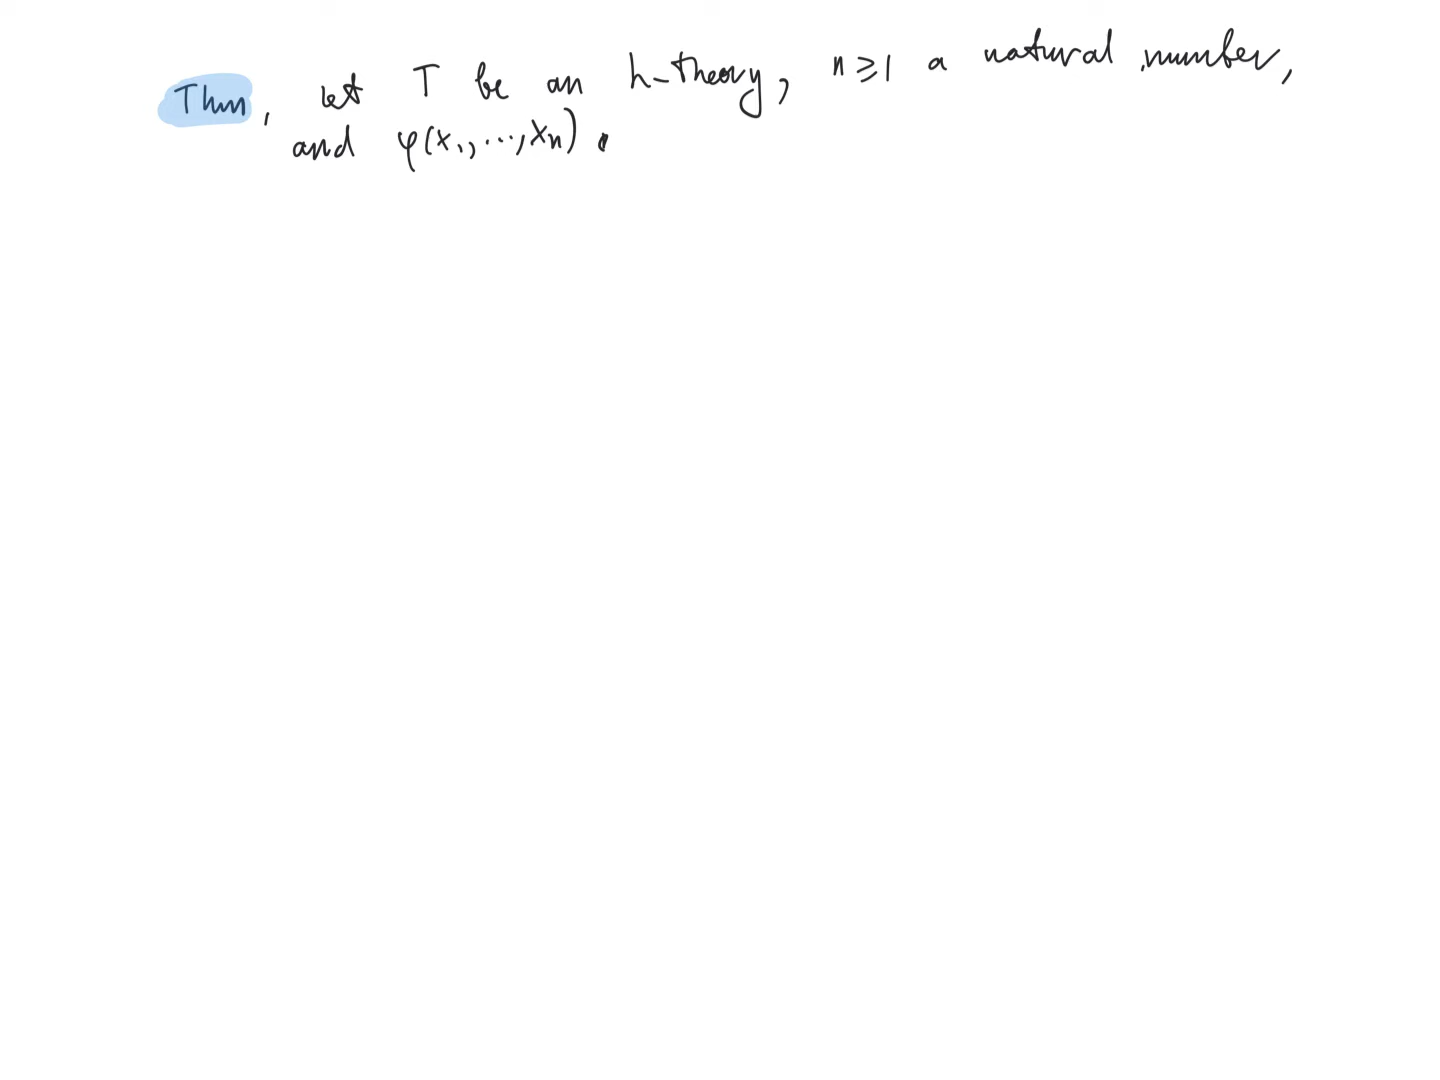 Thm, let T be an h-theory, n ≥ 1 a natural number,
and φ(x₁, ..., xₙ).